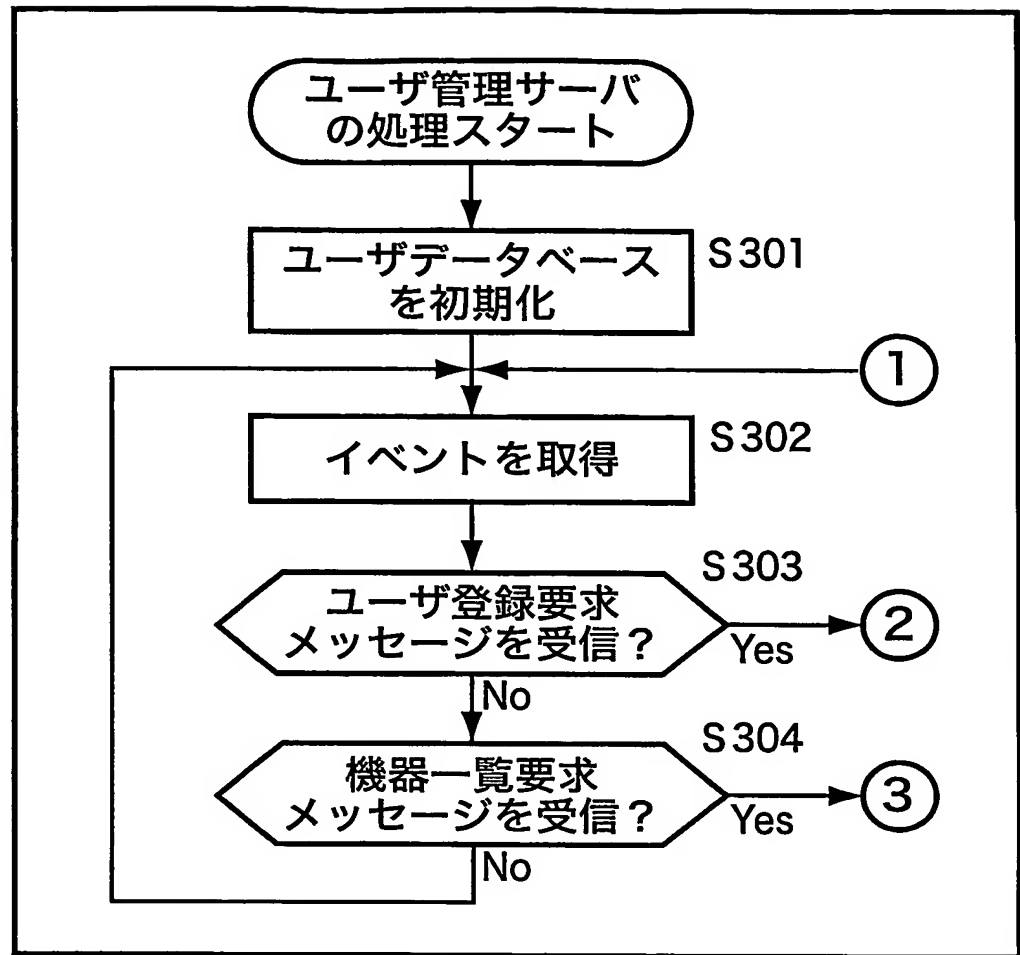 ユーザ管理サーバ
の処理スタート
ユーザデータベース
を初期化
S301
1
イベントを取得
S302
ユーザ登録要求
メッセージを受信?
S303
Yes
2
No
機器一覧要求
メッセージを受信?
S304
Yes
3
No